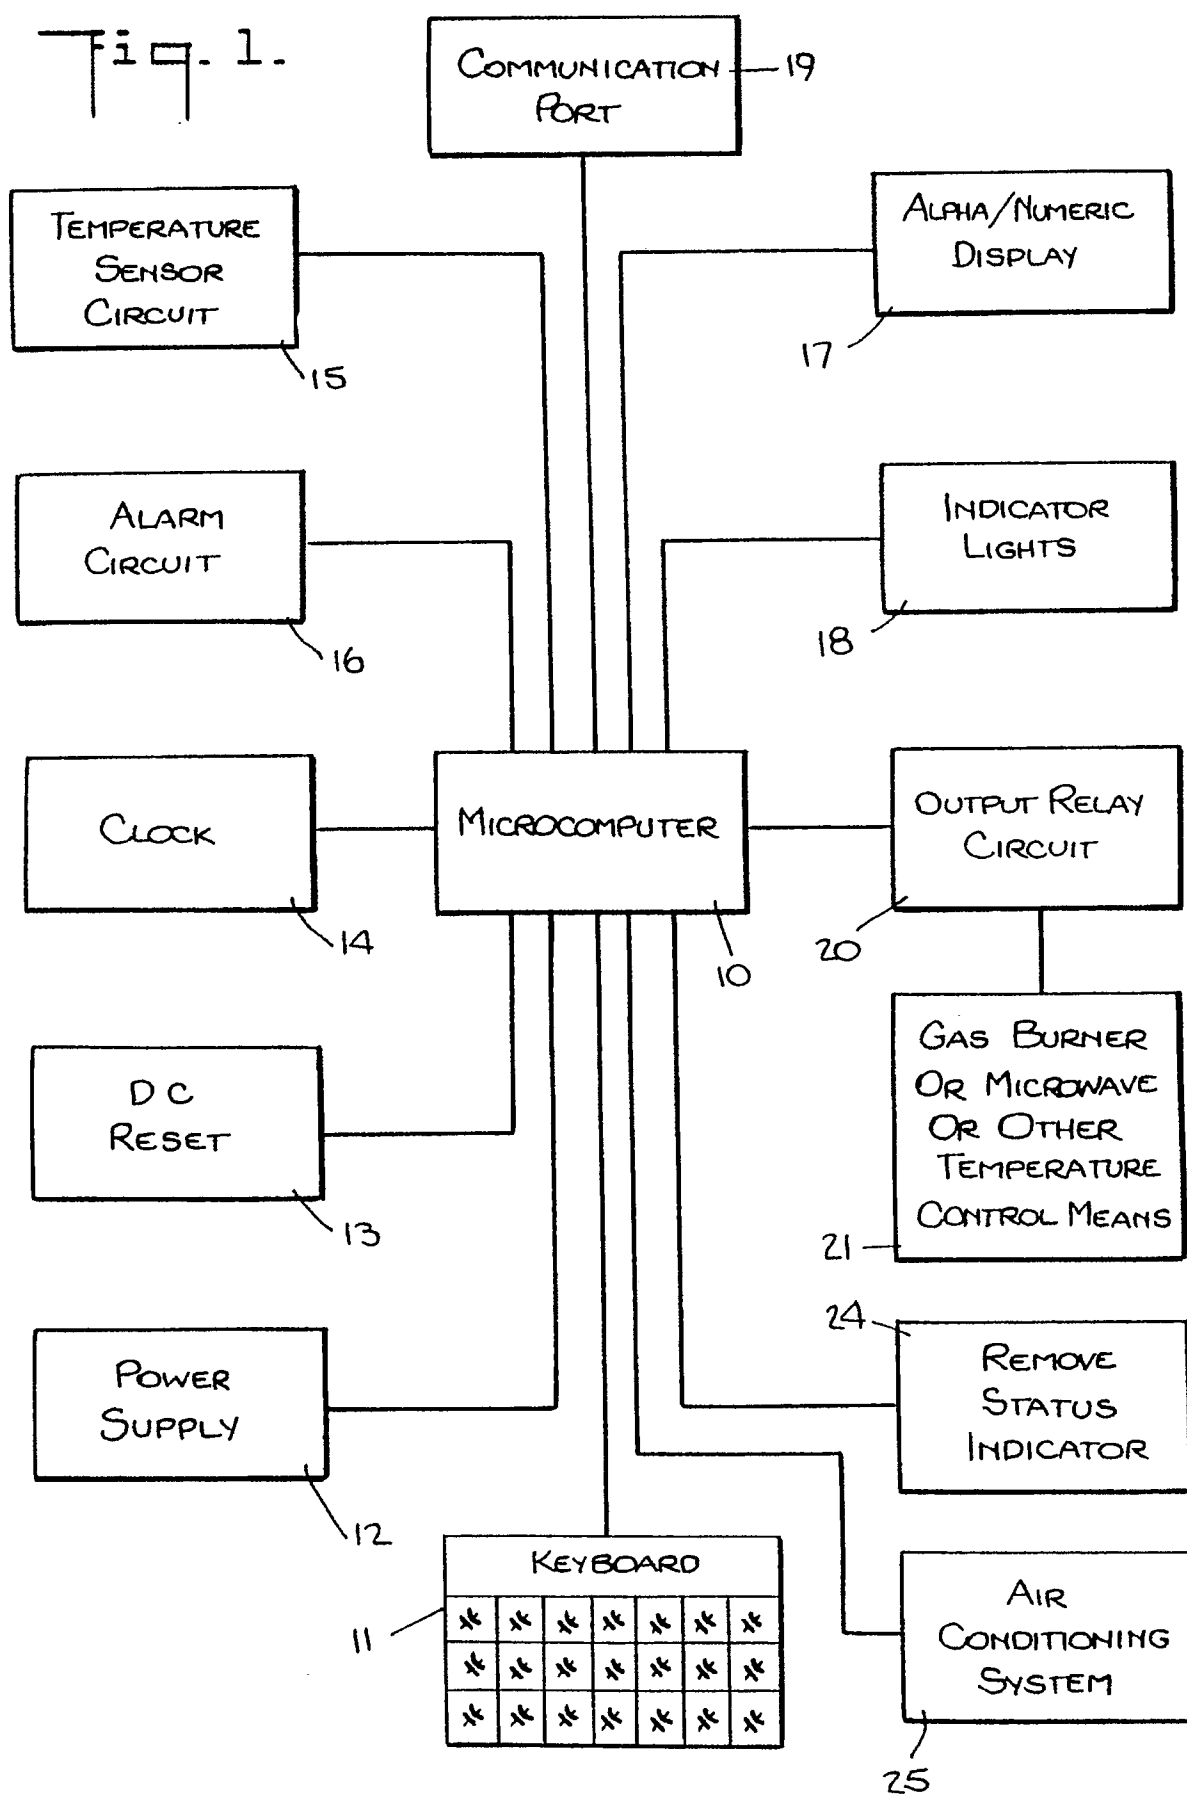 Fig. 1.
COMMUNICATION
PORT
19
TEMPERATURE
SENSOR
CIRCUIT
15
ALPHA/NUMERIC
DISPLAY
17
ALARM
CIRCUIT
16
INDICATOR
LIGHTS
18
CLOCK
14
MICROCOMPUTER
10
OUTPUT RELAY
CIRCUIT
20
DC
RESET
13
GAS BURNER
OR MICROWAVE
OR OTHER
TEMPERATURE
CONTROL MEANS
21
POWER
SUPPLY
12
24
REMOVE
STATUS
INDICATOR
KEYBOARD
11
AIR
CONDITIONING
SYSTEM
25